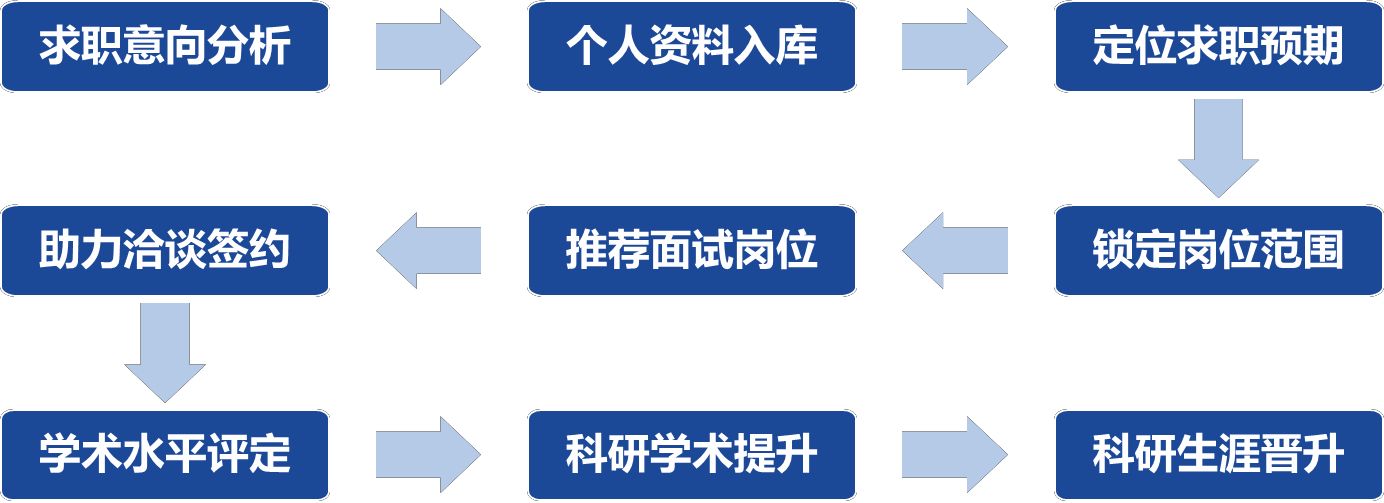 求职意向分析
个人资料入库
定位求职预期
锁定岗位范围
推荐面试岗位
助力洽谈签约
学术水平评定
科研学术提升
科研生涯晋升